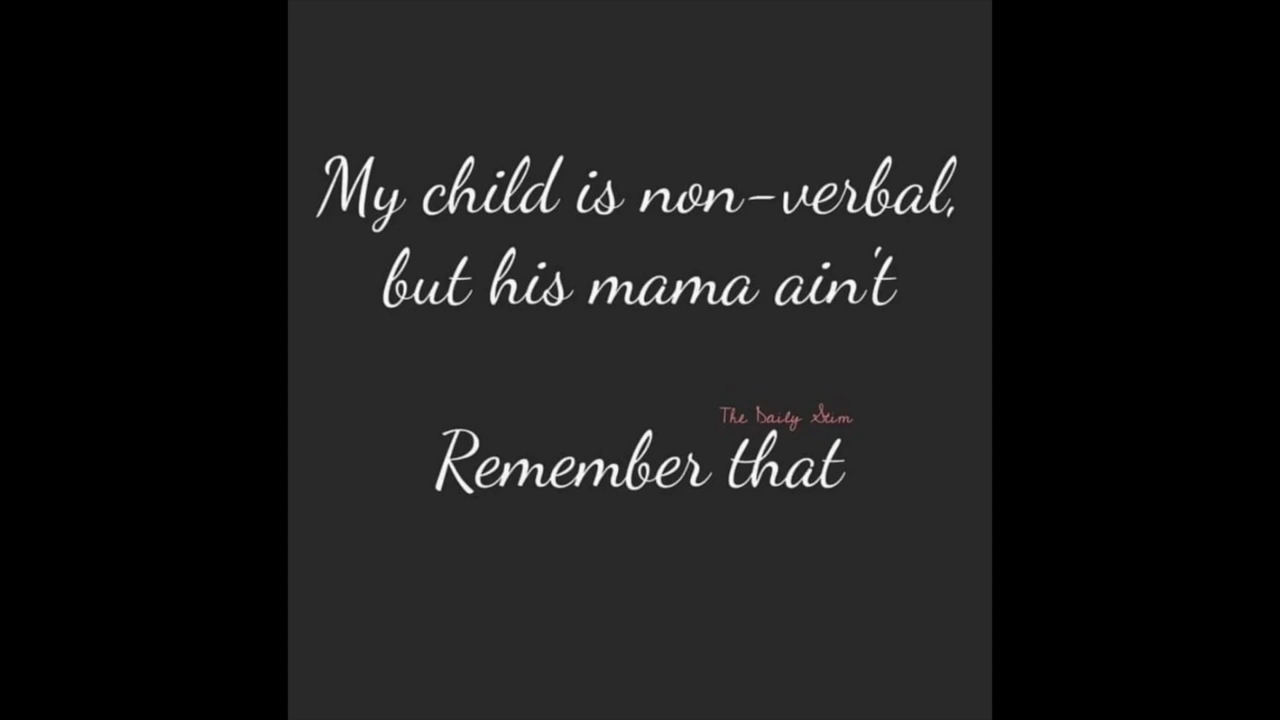 My child is non-verbal,
but his mama ain't
The Daily Stim
Remember that